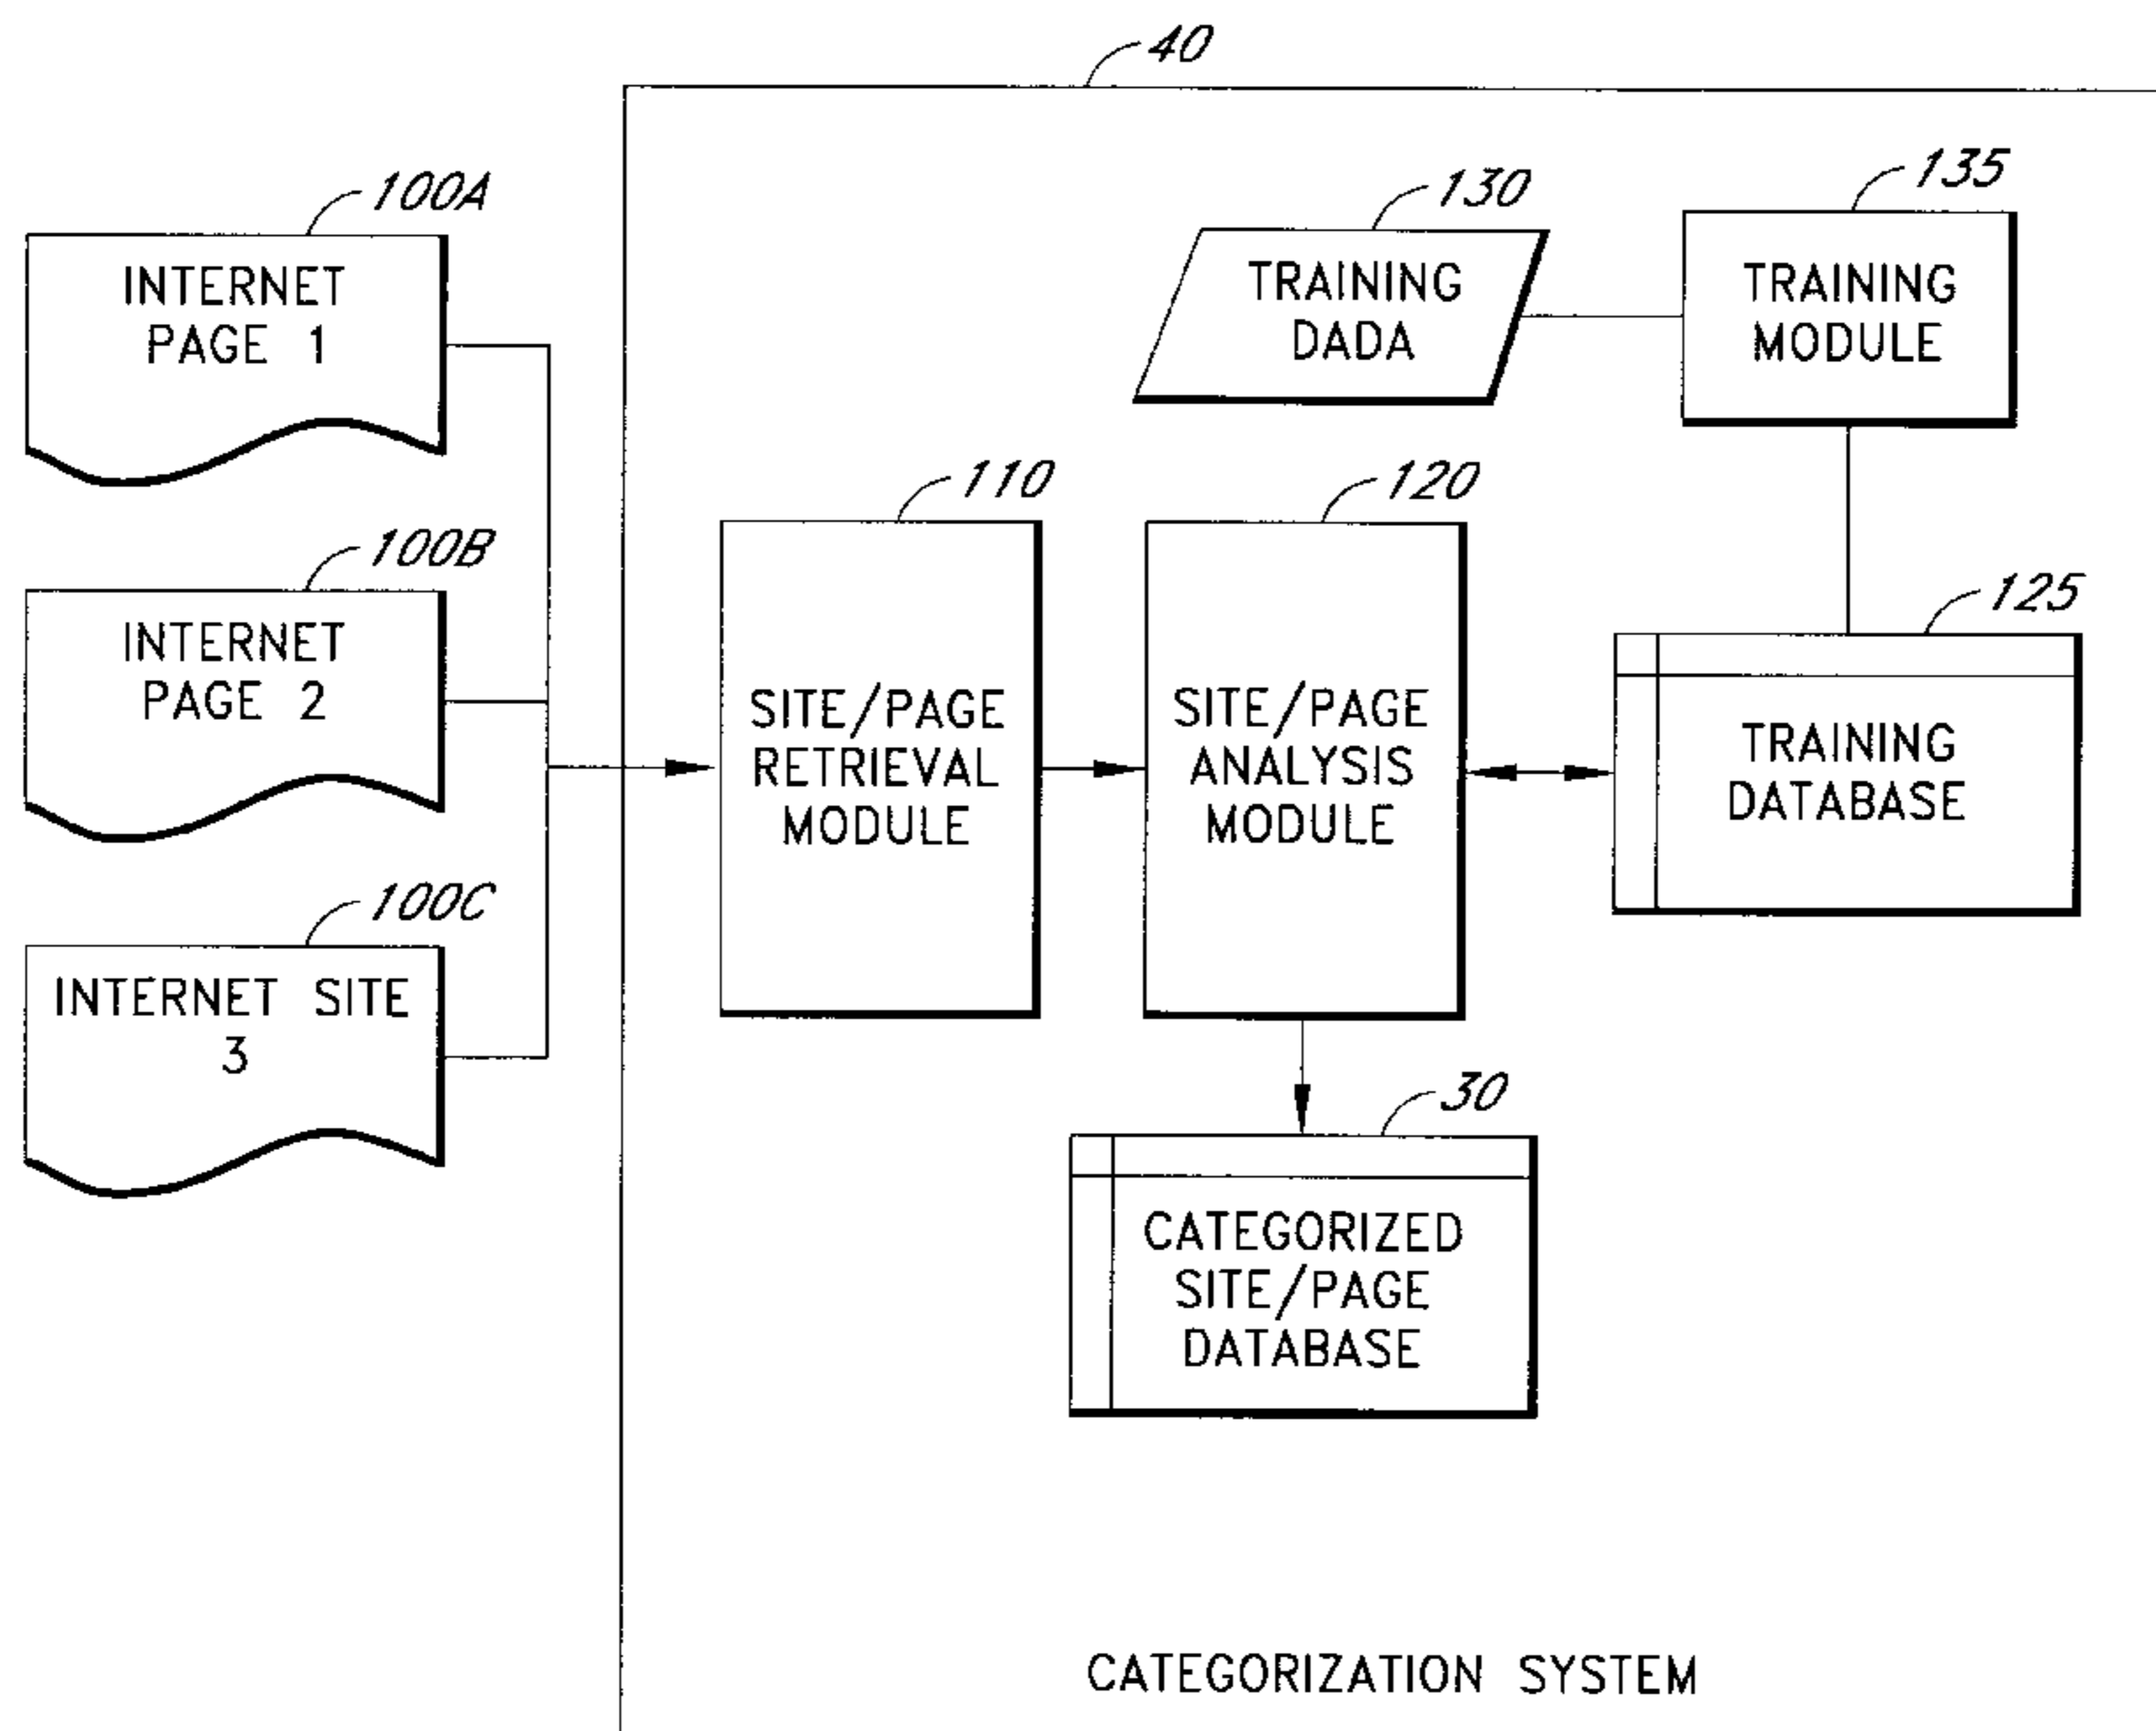 40
100A
INTERNET
PAGE 1
100B
INTERNET
PAGE 2
100C
INTERNET SITE
3
130
TRAINING
DADA
135
TRAINING
MODULE
110
SITE/PAGE
RETRIEVAL
MODULE
120
SITE/PAGE
ANALYSIS
MODULE
125
TRAINING
DATABASE
30
CATEGORIZED
SITE/PAGE
DATABASE
CATEGORIZATION SYSTEM